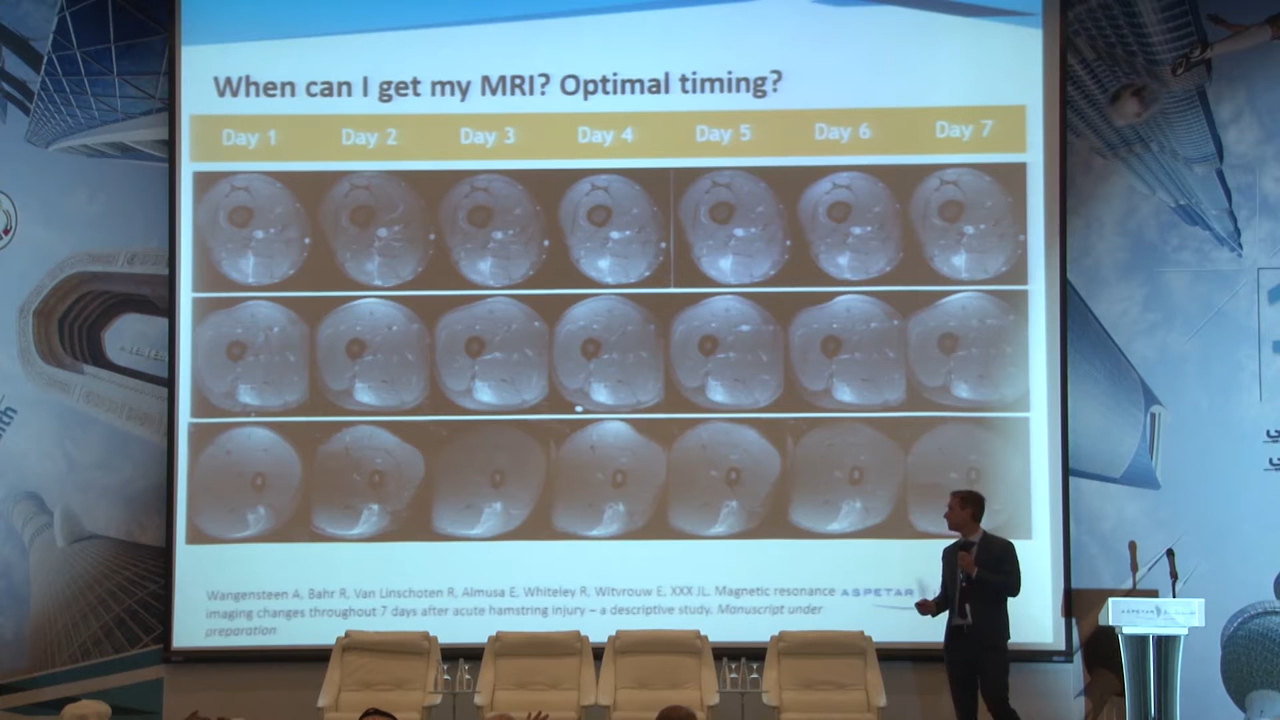 When can I get my MRI? Optimal timing?
Day 1 Day 2 Day 3 Day 4 Day 5 Day 6 Day 7
Wangensteen A, Bahr R, Van Linschoten R, Almusa E, Whiteley R, Witvrouw E, XXX JL. Magnetic resonance
imaging changes throughout 7 days after acute hamstring injury – a descriptive study. Manuscript under
preparation
ASPETAR
ASPETAR